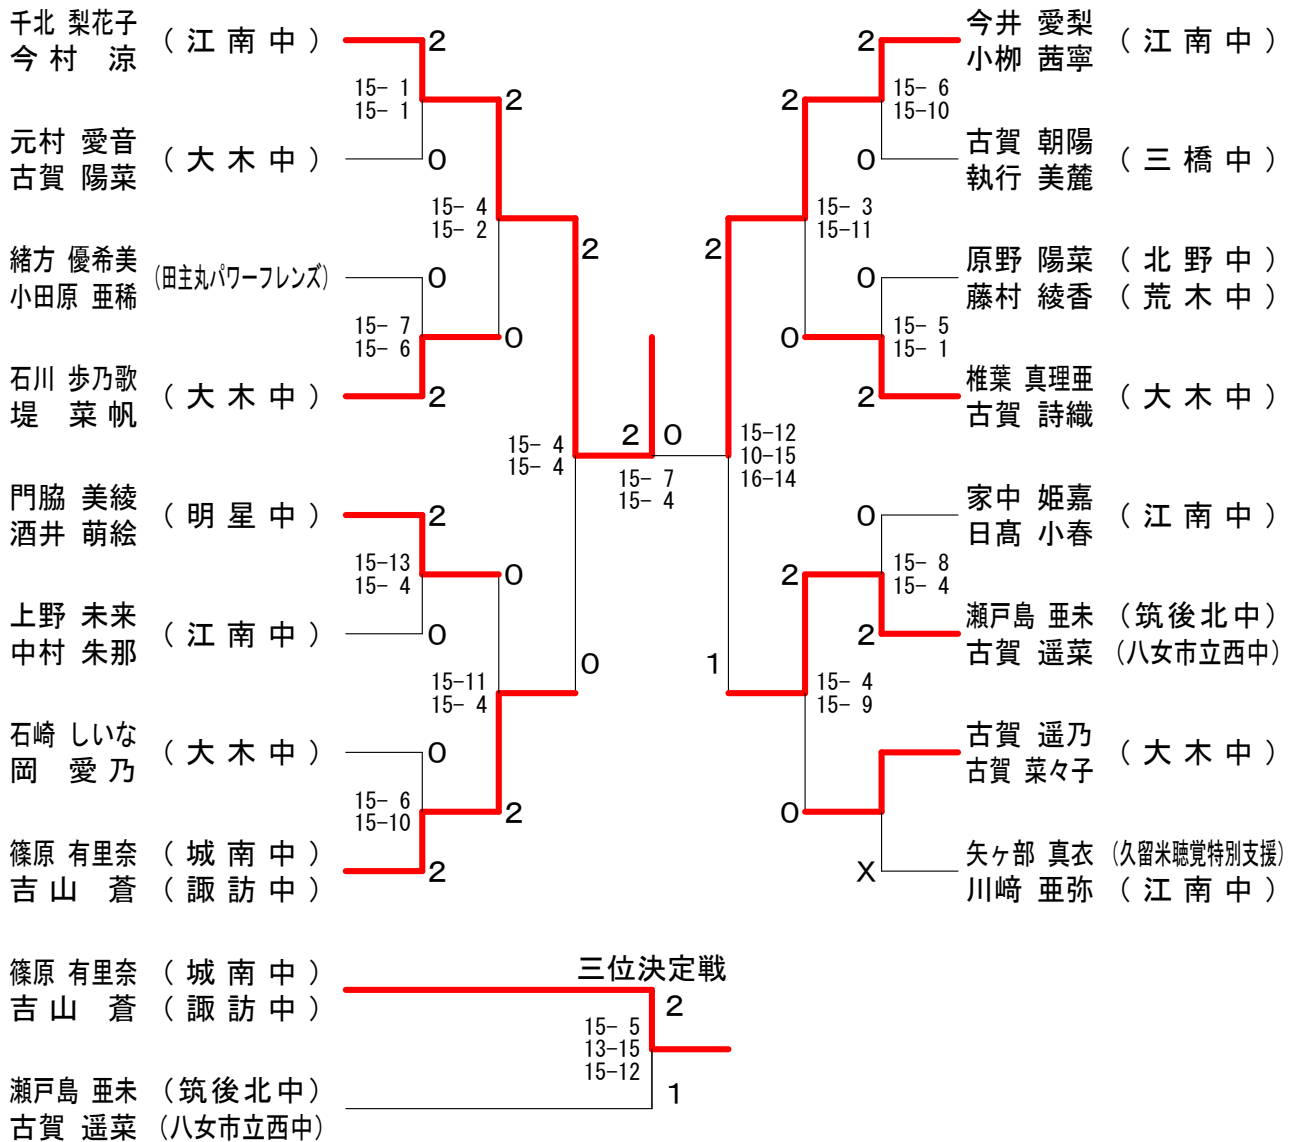 千北 梨花子
今村 涼
(江南中)
2
15- 1
15- 1
2
元村 愛音
古賀 陽菜
(大木中)
0
15- 4
15- 2
2
緒方 優希美
小田原 亜稀
(田主丸パワーフレンズ)
0
15- 7
15- 6
0
石川 歩乃歌
堤 菜帆
(大木中)
2
15- 4
15- 4
2
0
15- 7
15- 4
門脇 美綾
酒井 萌絵
(明星中)
2
15-13
15- 4
0
上野 未来
中村 朱那
(江南中)
0
15-11
15- 4
0
石崎 しいな
岡 愛乃
(大木中)
0
15- 6
15-10
2
篠原 有里奈
吉山 蒼
(城南中)
(諏訪中)
2
今井 愛梨
小栁 茜寧
(江南中)
2
15- 6
15-10
2
古賀 朝陽
執行 美麓
(三橋中)
0
15- 3
15-11
2
原野 陽菜
藤村 綾香
(北野中)
(荒木中)
0
15- 5
15- 1
0
椎葉 真理亜
古賀 詩織
(大木中)
2
15-12
10-15
16-14
家中 姫嘉
日髙 小春
(江南中)
0
15- 8
15- 4
2
瀬戸島 亜未
古賀 遥菜
(筑後北中)
(八女市立西中)
2
15- 4
15- 9
1
古賀 遥乃
古賀 菜々子
(大木中)
0
矢ヶ部 真衣
川﨑 亜弥
(久留米聴覚特別支援)
(江南中)
X
三位決定戦
篠原 有里奈
吉山 蒼
(城南中)
(諏訪中)
2
15- 5
13-15
15-12
瀬戸島 亜未
古賀 遥菜
(筑後北中)
(八女市立西中)
1